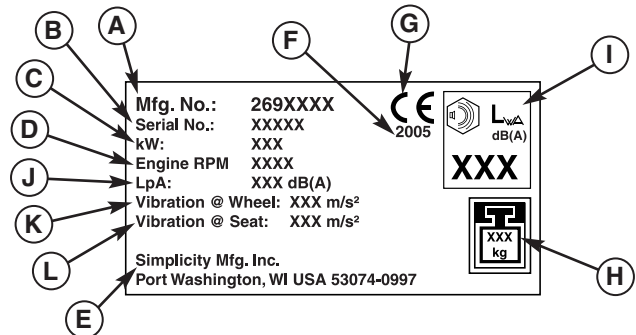 A
B
C
D
J
K
L
E
F
G
I
H
Mfg. No.: 269XXXX
Serial No.: XXXXX
kW: XXX
Engine RPM XXXX
LpA: XXX dB(A)
Vibration @ Wheel: XXX m/s²
Vibration @ Seat: XXX m/s²
Simplicity Mfg. Inc.
Port Washington, WI USA 53074-0997
CE
2005
LWA
dB(A)
XXX
XXX
kg